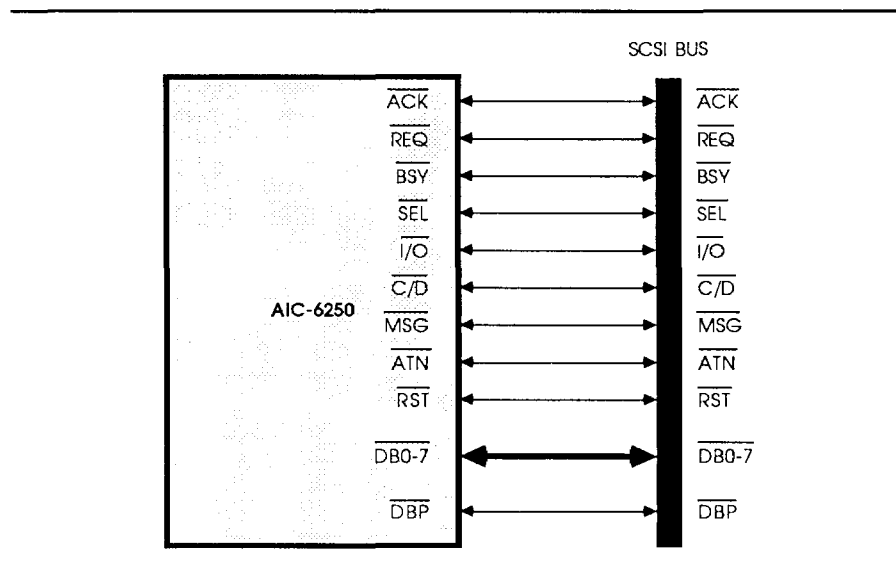 SCSI BUS
ACK ACK
REQ REQ
BSY BSY
SEL SEL
I/O I/O
C/D C/D
AIC-6250
MSG MSG
ATN ATN
RST RST
DB0-7 DB0-7
DBP DBP